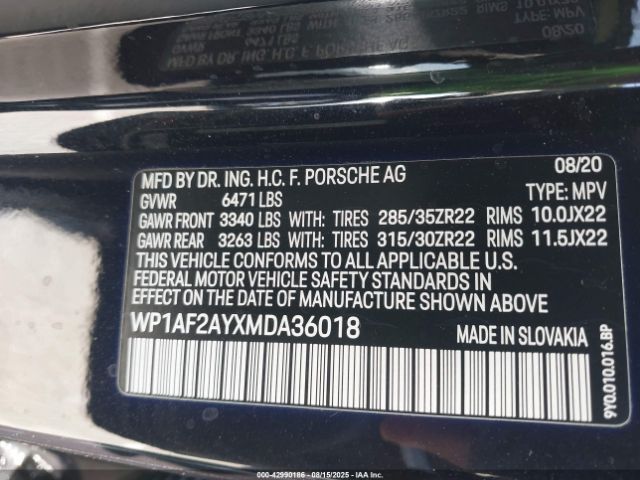 MFD BY DR. ING. H.C. F. PORSCHE AG 08/20
GVWR 6471 LBS TYPE: MPV
GAWR FRONT 3340 LBS WITH: TIRES 285/35ZR22 RIMS 10.0JX22
GAWR REAR 3263 LBS WITH: TIRES 315/30ZR22 RIMS 11.5JX22
THIS VEHICLE CONFORMS TO ALL APPLICABLE U.S.
FEDERAL MOTOR VEHICLE SAFETY STANDARDS IN
EFFECT ON THE DATE OF MANUFACTURE SHOWN ABOVE.
WP1AF2AYXMDA36018 MADE IN SLOVAKIA
9Y0.010.016.BP
000-42990186 - 08/15/2025 - IAA Inc.